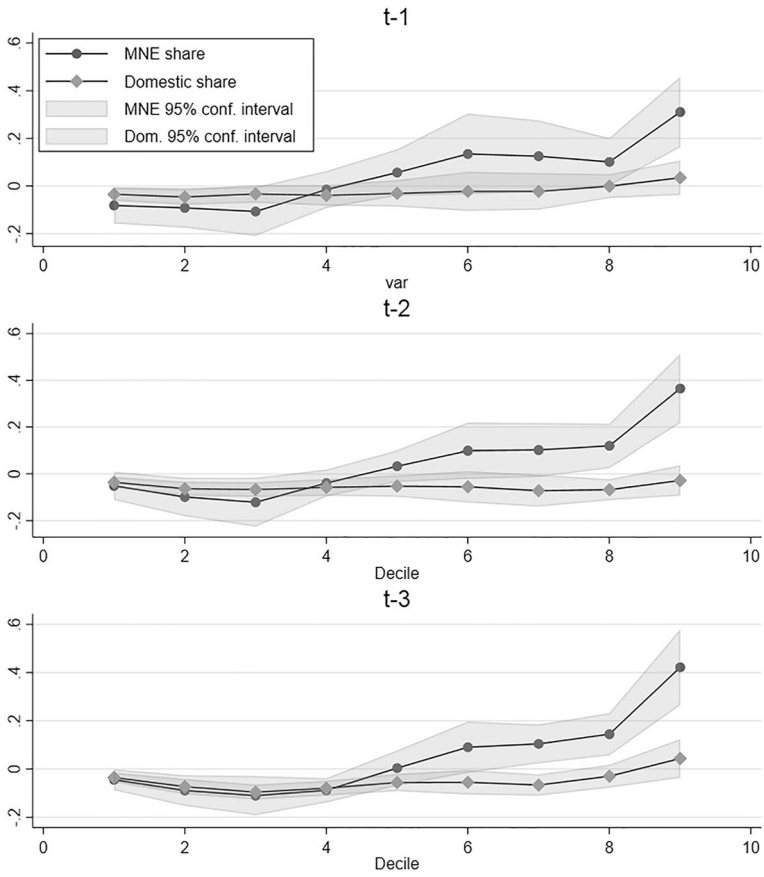 t-1
.6
.4
.2
0
-.2
MNE share
Domestic share
MNE 95% conf. interval
Dom. 95% conf. interval
0 2 4 6 8 10
var
t-2
.6
.4
.2
0
-.2
0 2 4 6 8 10
Decile
t-3
.6
.4
.2
0
-.2
0 2 4 6 8 10
Decile